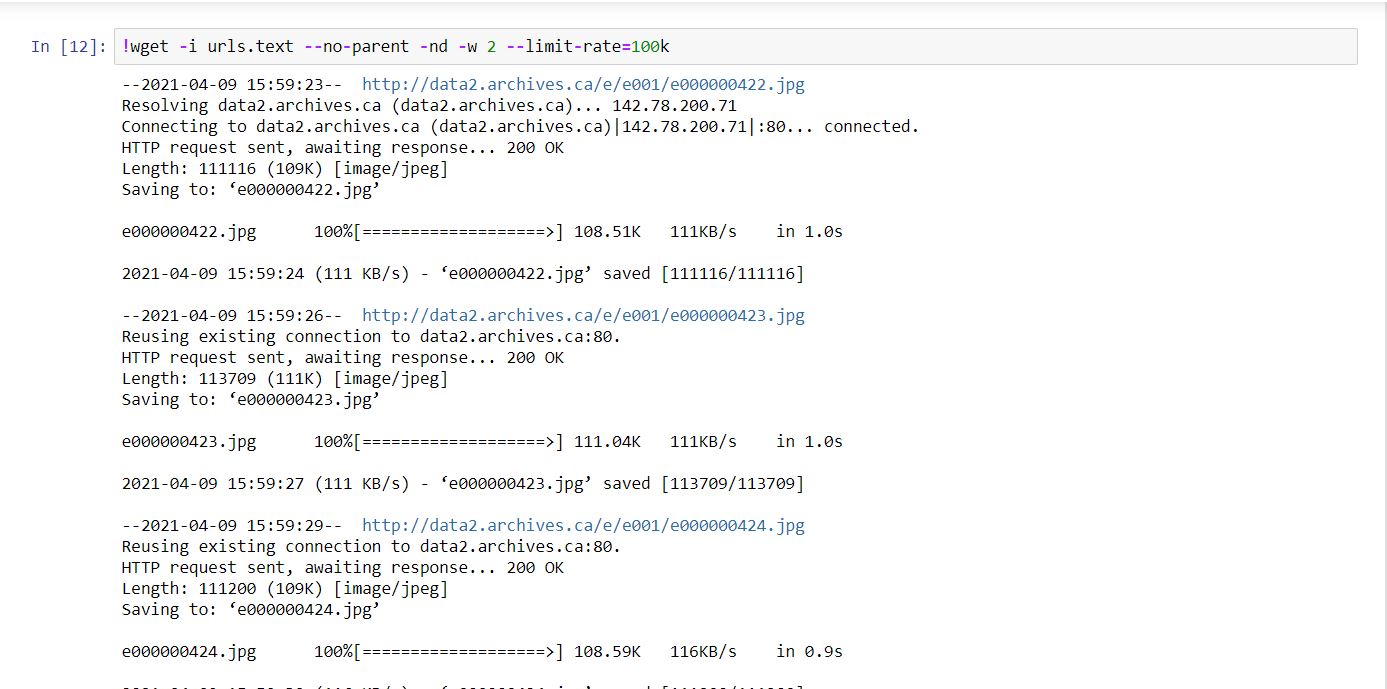 In [12]: !wget -i urls.text --no-parent -nd -w 2 --limit-rate=100k
--2021-04-09 15:59:23--  http://data2.archives.ca/e/e001/e000000422.jpg
Resolving data2.archives.ca (data2.archives.ca)... 142.78.200.71
Connecting to data2.archives.ca (data2.archives.ca)|142.78.200.71|:80... connected.
HTTP request sent, awaiting response... 200 OK
Length: 111116 (109K) [image/jpeg]
Saving to: ‘e000000422.jpg’
e000000422.jpg      100%[===================>] 108.51K   111KB/s    in 1.0s
2021-04-09 15:59:24 (111 KB/s) - ‘e000000422.jpg’ saved [111116/111116]
--2021-04-09 15:59:26--  http://data2.archives.ca/e/e001/e000000423.jpg
Reusing existing connection to data2.archives.ca:80.
HTTP request sent, awaiting response... 200 OK
Length: 113709 (111K) [image/jpeg]
Saving to: ‘e000000423.jpg’
e000000423.jpg      100%[===================>] 111.04K   111KB/s    in 1.0s
2021-04-09 15:59:27 (111 KB/s) - ‘e000000423.jpg’ saved [113709/113709]
--2021-04-09 15:59:29--  http://data2.archives.ca/e/e001/e000000424.jpg
Reusing existing connection to data2.archives.ca:80.
HTTP request sent, awaiting response... 200 OK
Length: 111200 (109K) [image/jpeg]
Saving to: ‘e000000424.jpg’
e000000424.jpg      100%[===================>] 108.59K   116KB/s    in 0.9s